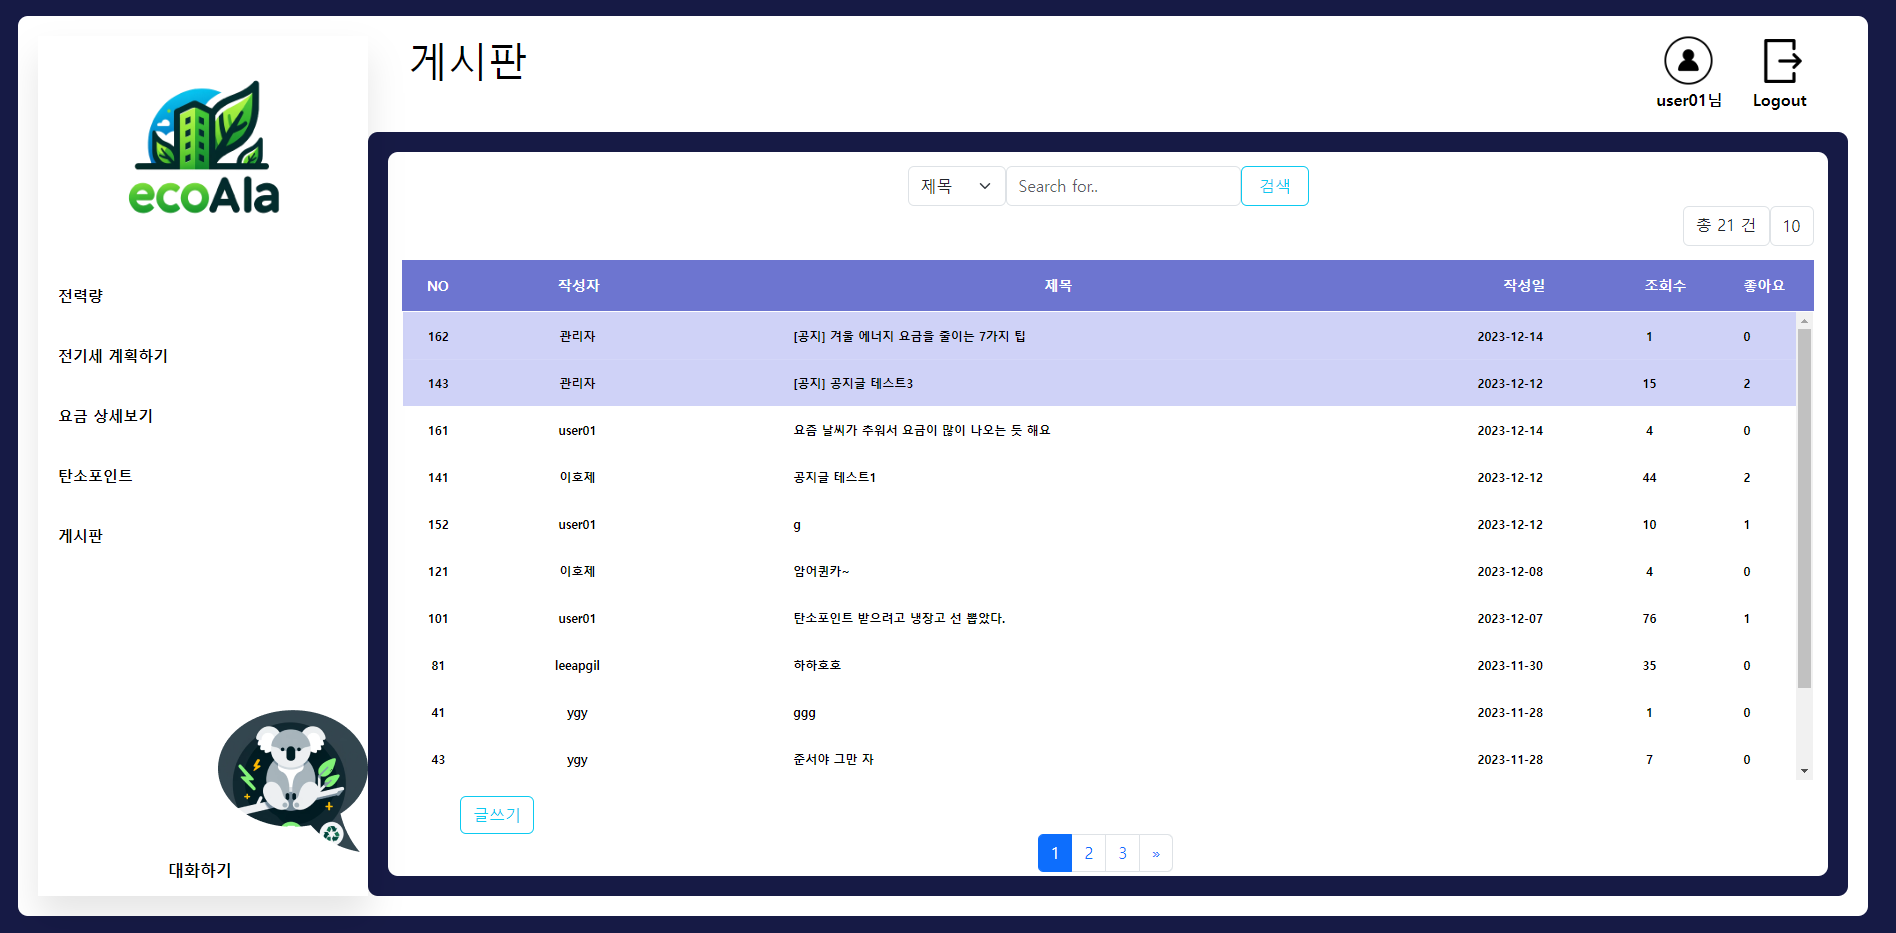 게시판
user01님
Logout
ecoAla
전력량
전기세 계획하기
요금 상세보기
탄소포인트
게시판
대화하기
제목 Search for.. 검색
총 21 건 10
NO 작성자 제목 작성일 조회수 좋아요
162 관리자 [공지] 겨울 에너지 요금을 줄이는 7가지 팁 2023-12-14 1 0
143 관리자 [공지] 공지글 테스트3 2023-12-12 15 2
161 user01 요즘 날씨가 추워서 요금이 많이 나오는 듯 해요 2023-12-14 4 0
141 이호제 공지글 테스트1 2023-12-12 44 2
152 user01 g 2023-12-12 10 1
121 이호제 암어퀸카~ 2023-12-08 4 0
101 user01 탄소포인트 받으려고 냉장고 선 뽑았다. 2023-12-07 76 1
81 leeapgil 하하호호 2023-11-30 35 0
41 ygy ggg 2023-11-28 1 0
43 ygy 준서야 그만 자 2023-11-28 7 0
글쓰기
1 2 3 »